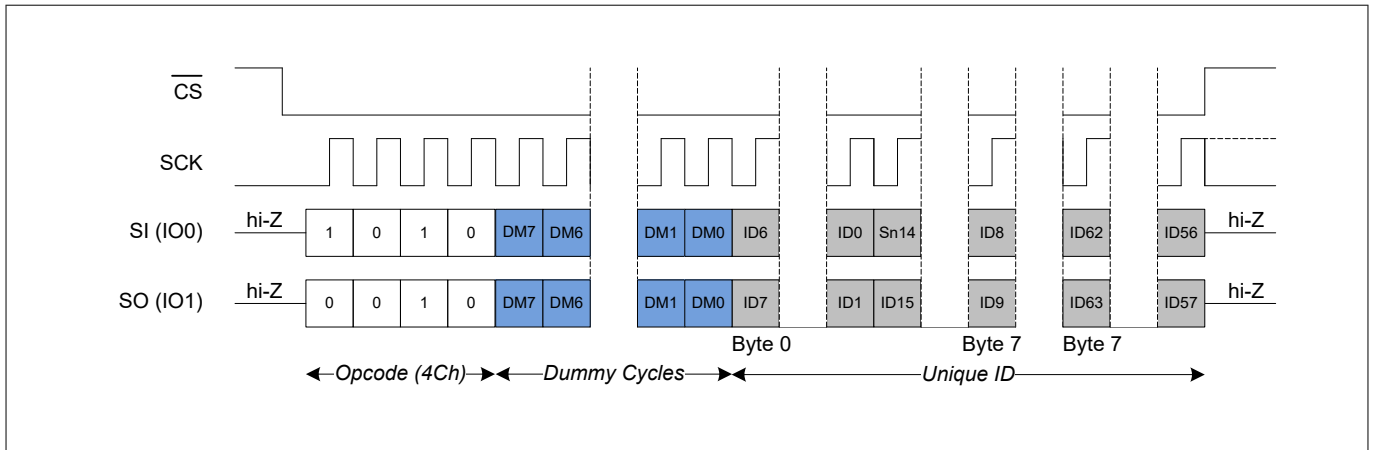 CS
SCK
SI (IO0) hi-Z 1 0 1 0 DM7 DM6 DM1 DM0 ID6 ID0 Sn14 ID8 ID62 ID56 hi-Z
SO (IO1) hi-Z 0 0 1 0 DM7 DM6 DM1 DM0 ID7 ID1 ID15 ID9 ID63 ID57 hi-Z
Byte 0 Byte 7 Byte 7
Opcode (4Ch) Dummy Cycles Unique ID